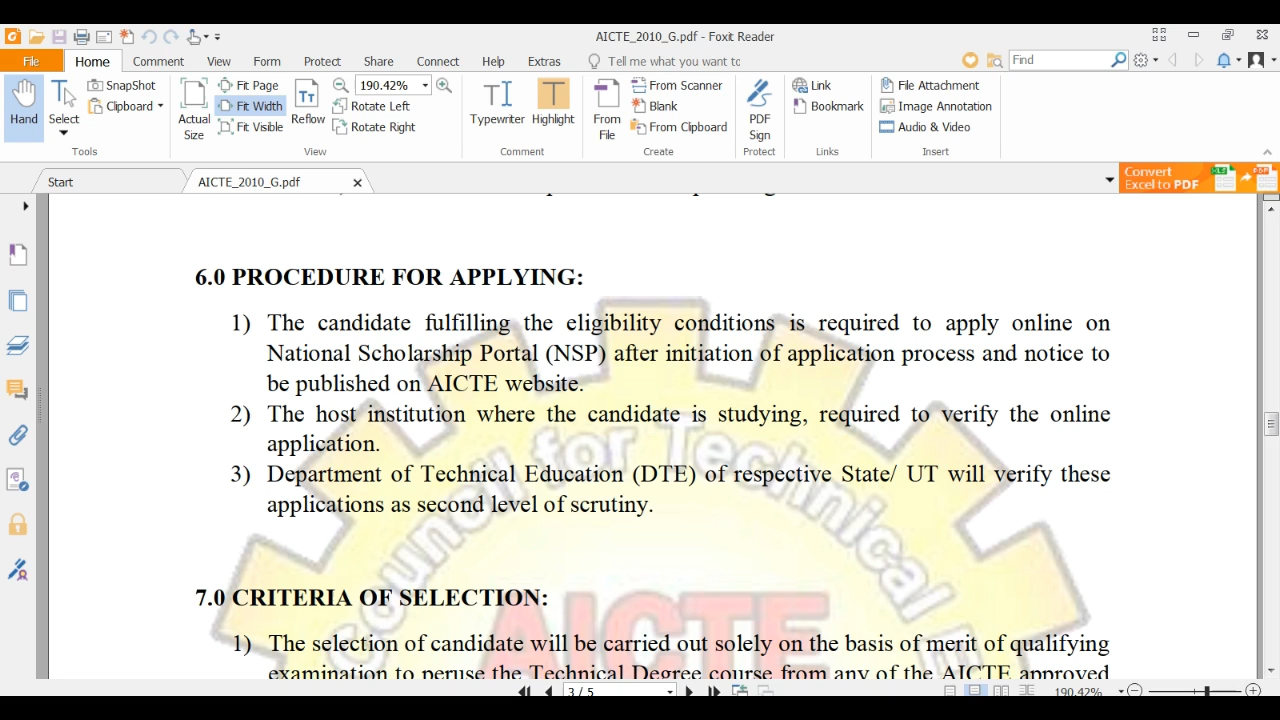 AICTE_2010_G.pdf - Foxit Reader
File Home Comment View Form Protect Share Connect Help Extras Tell me what you want to Find
Hand
Select
SnapShot
Clipboard
Tools
Actual Size
Fit Page
Fit Width
Fit Visible
Reflow
190.42%
Rotate Left
Rotate Right
View
Typewriter
Highlight
Comment
From File
From Scanner
Blank
From Clipboard
Create
PDF Sign
Protect
Link
Bookmark
Links
File Attachment
Image Annotation
Audio & Video
Insert
Start
AICTE_2010_G.pdf
Convert
Excel to PDF
6.0 PROCEDURE FOR APPLYING:
1) The candidate fulfilling the eligibility conditions is required to apply online on
National Scholarship Portal (NSP) after initiation of application process and notice to
be published on AICTE website.
2) The host institution where the candidate is studying, required to verify the online
application.
3) Department of Technical Education (DTE) of respective State/ UT will verify these
applications as second level of scrutiny.
Council for Technical
AICTE
7.0 CRITERIA OF SELECTION:
1) The selection of candidate will be carried out solely on the basis of merit of qualifying
examination to peruse the Technical Degree course from any of the AICTE approved
3 / 5
190.42%